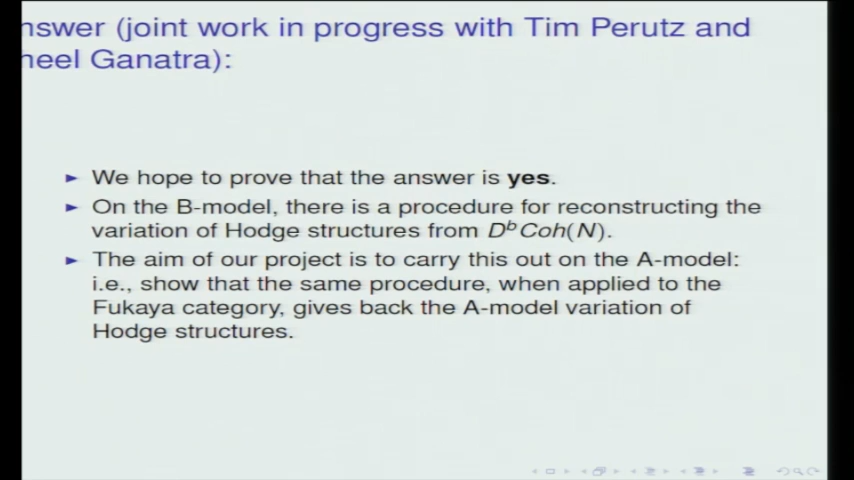 nswer (joint work in progress with Tim Perutz and
heel Ganatra):
► We hope to prove that the answer is yes.
► On the B-model, there is a procedure for reconstructing the
variation of Hodge structures from DᵇCoh(N).
► The aim of our project is to carry this out on the A-model:
i.e., show that the same procedure, when applied to the
Fukaya category, gives back the A-model variation of
Hodge structures.